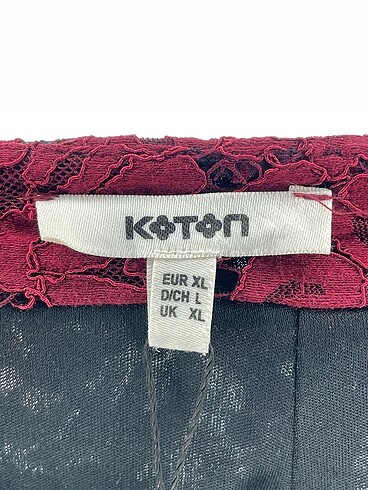 KOTON
EUR XL
D/CH L
UK XL